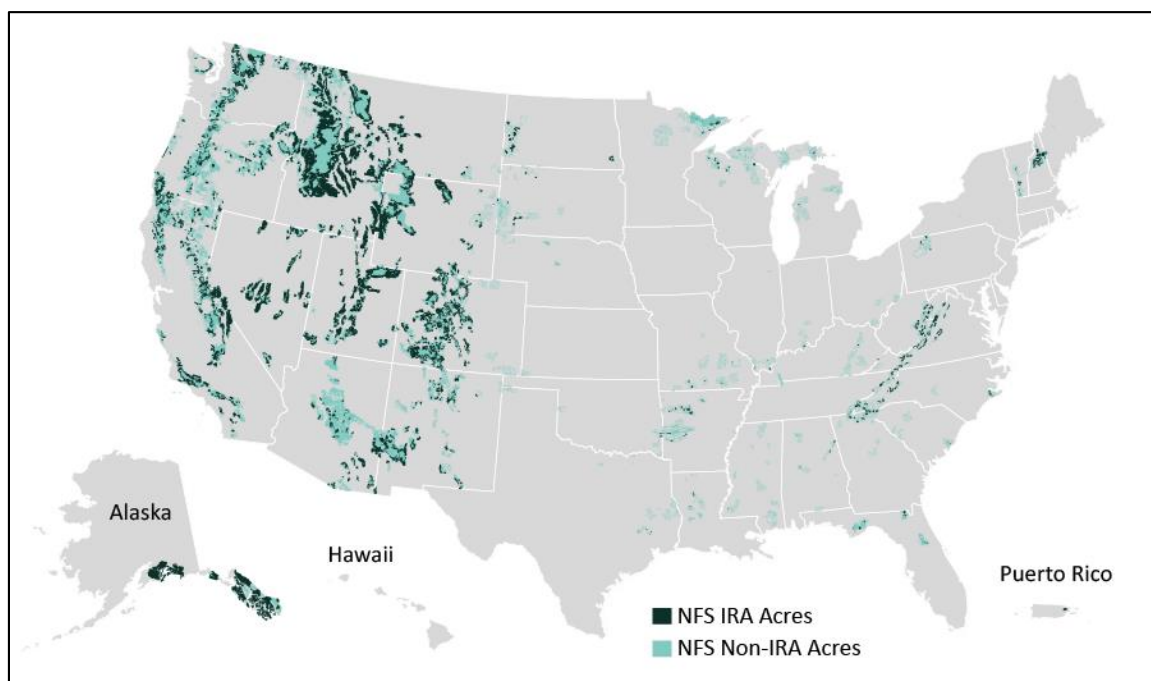 Alaska
Hawaii
Puerto Rico
NFS IRA Acres
NFS Non-IRA Acres